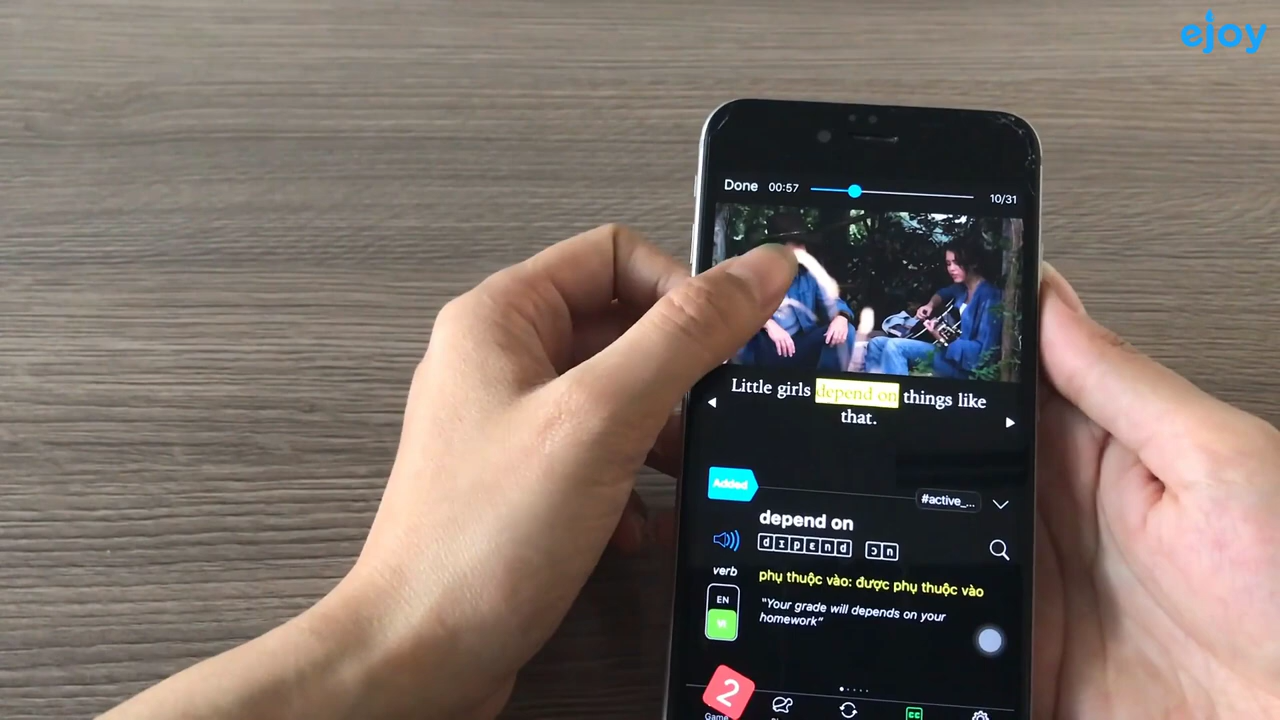 ejoy
Done 00:57 10/31
Little girls depend on things like
that.
Added
#active_...
depend on
dɪpɛnd ɔn
verb
phụ thuộc vào: được phụ thuộc vào
EN
VI
"Your grade will depends on your
homework"
2
Game
CC